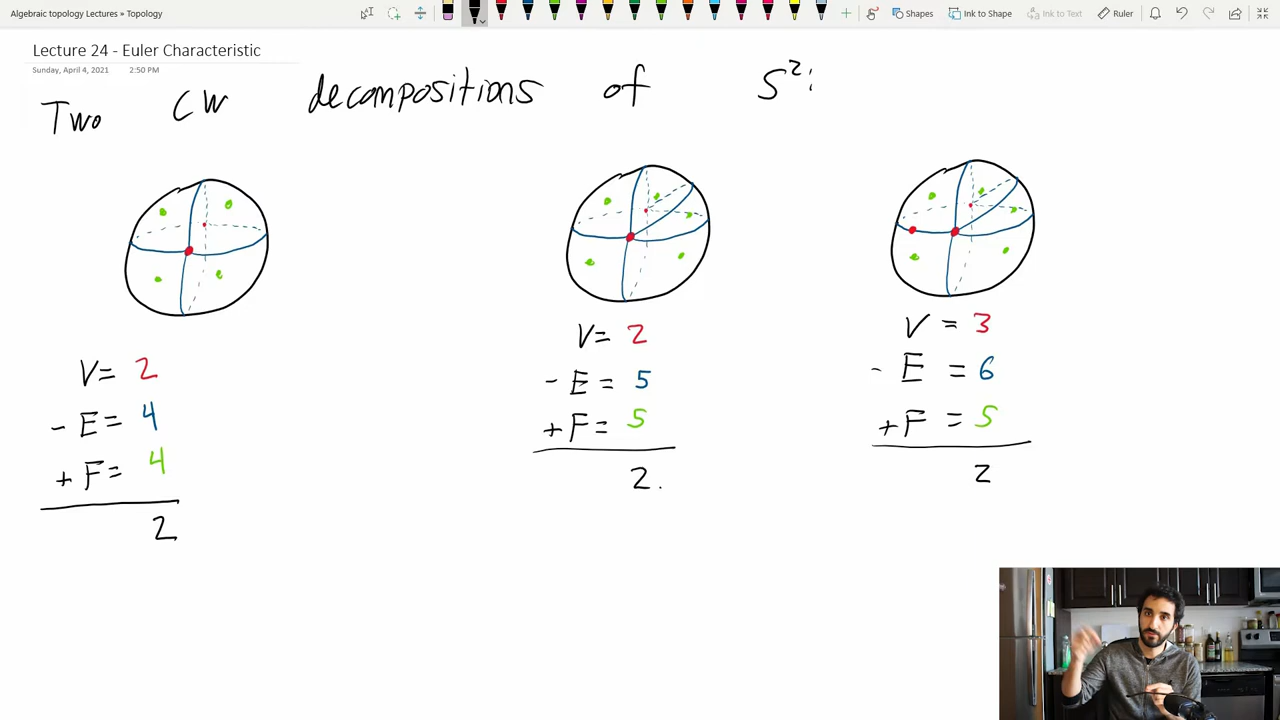 Algebraic topology Lectures » Topology
Shapes
Ink to Shape
Ink to Text
Ruler
Lecture 24 - Euler Characteristic
Sunday, April 4, 2021 2:50 PM
Two CW decompositions of S²:
V= 2
- E= 4
+ F= 4
2
V= 2
- E = 5
+ F= 5
2.
V = 3
- E = 6
+ F = 5
2